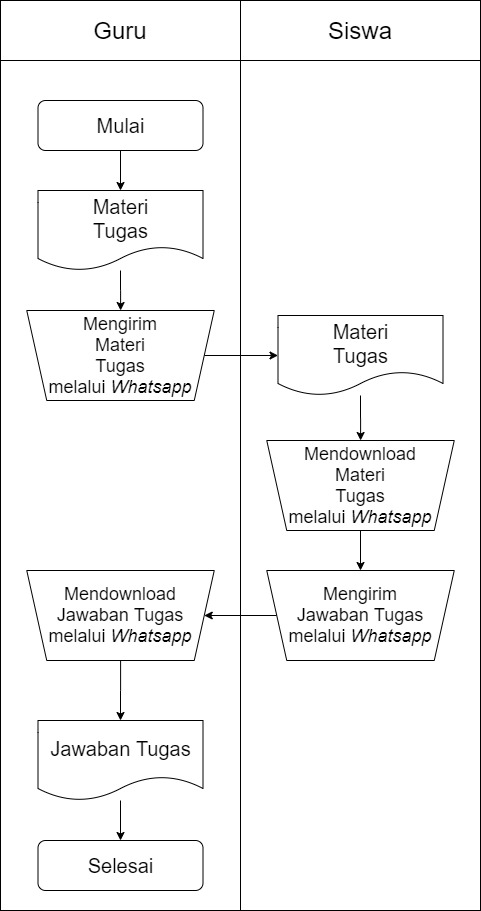 Guru
Siswa
Mulai
Materi
Tugas
Mengirim
Materi
Tugas
melalui Whatsapp
Materi
Tugas
Mendownload
Materi
Tugas
melalui Whatsapp
Mengirim
Jawaban Tugas
melalui Whatsapp
Mendownload
Jawaban Tugas
melalui Whatsapp
Jawaban Tugas
Selesai